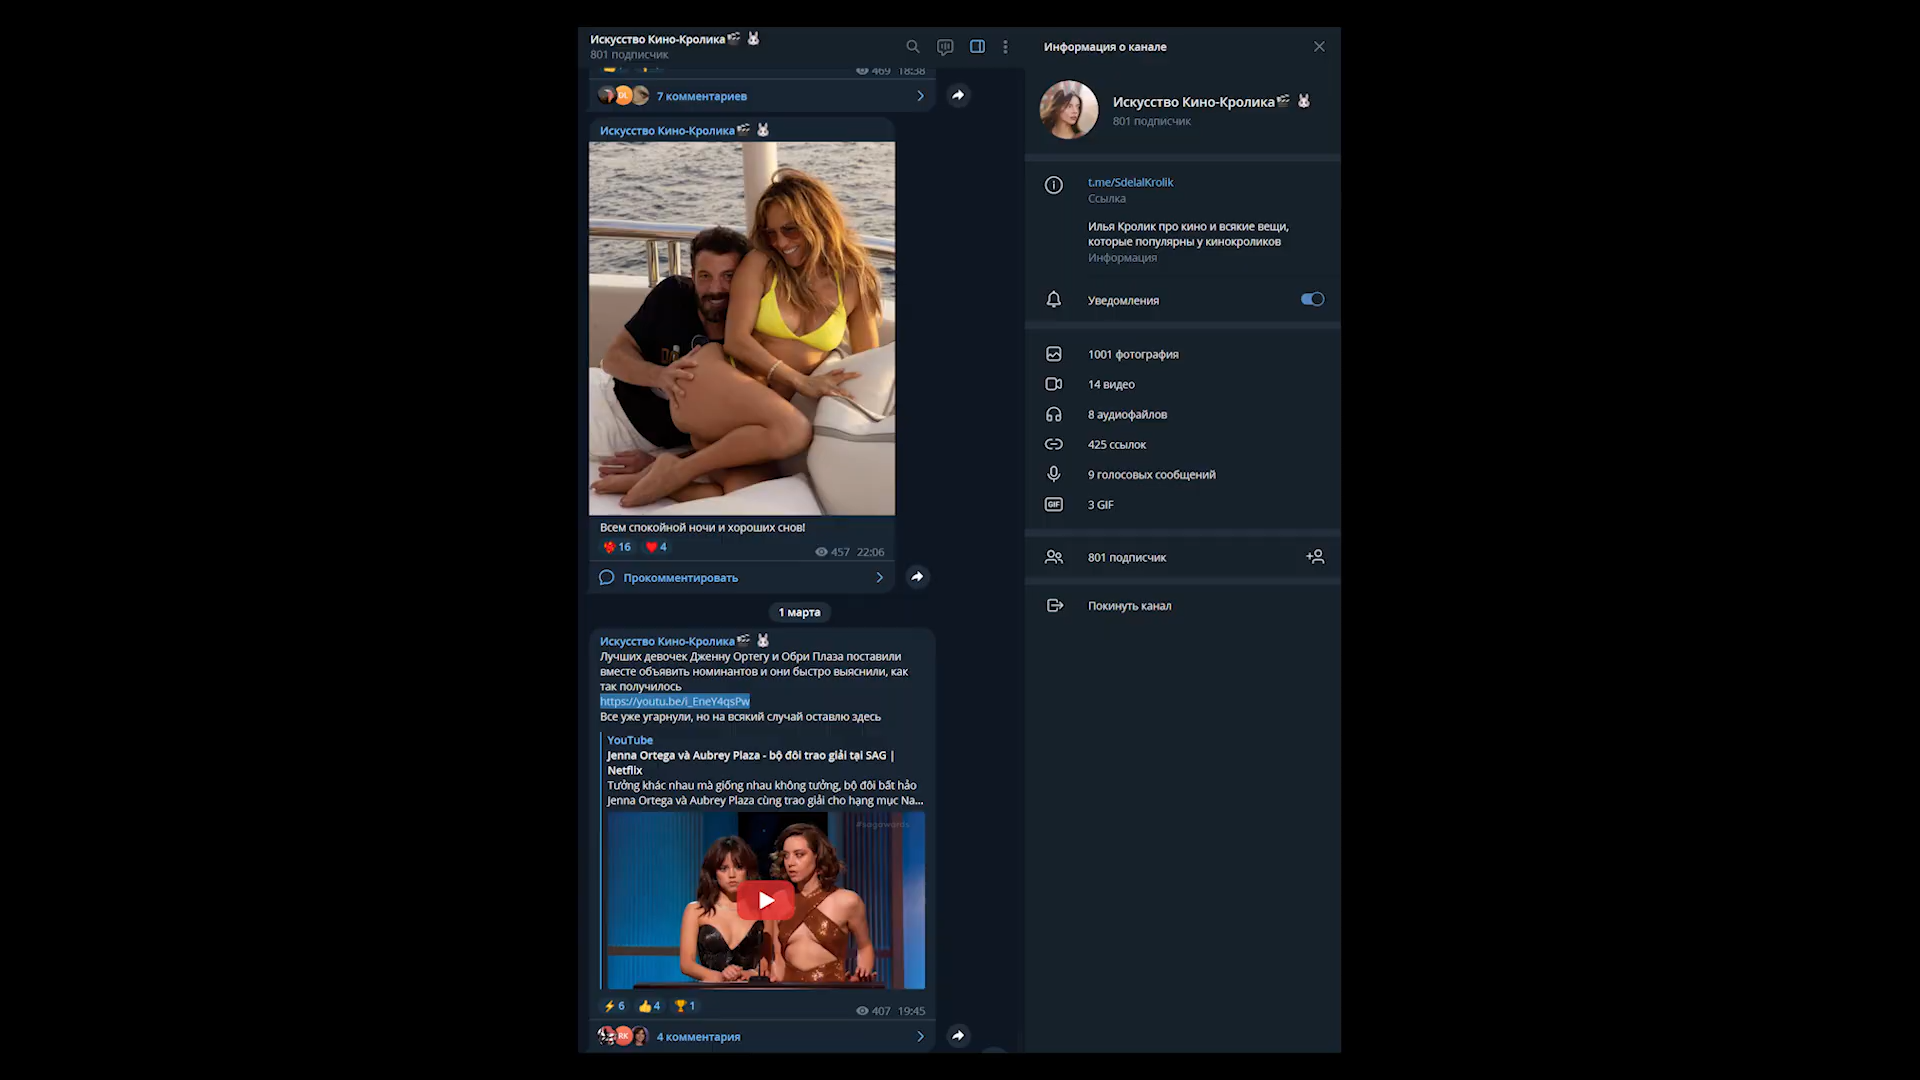 Искусство Кино-Кролика🎬 🐰
801 подписчик
469 18:38
7 комментариев
Искусство Кино-Кролика🎬 🐰
Всем спокойной ночи и хороших снов!
16 4
457 22:06
Прокомментировать
1 марта
Искусство Кино-Кролика🎬 🐰
Лучших девочек Дженну Ортегу и Обри Плаза поставили
вместе объявить номинантов и они быстро выяснили, как
так получилось
https://youtu.be/i_EneY4qsPw
Все уже угарнули, но на всякий случай оставлю здесь
YouTube
Jenna Ortega và Aubrey Plaza - bộ đôi trao giải tại SAG |
Netflix
Tưởng khác nhau mà giống nhau không tưởng, bộ đôi bất hảo
Jenna Ortega và Aubrey Plaza cùng trao giải cho hạng mục Na...
#sagawards
6 4 1
407 19:45
RK
4 комментария
Информация о канале
Искусство Кино-Кролика🎬 🐰
801 подписчик
t.me/SdelalKrolik
Ссылка
Илья Кролик про кино и всякие вещи,
которые популярны у кинокроликов
Информация
Уведомления
1001 фотография
14 видео
8 аудиофайлов
425 ссылок
9 голосовых сообщений
GIF 3 GIF
801 подписчик
Покинуть канал